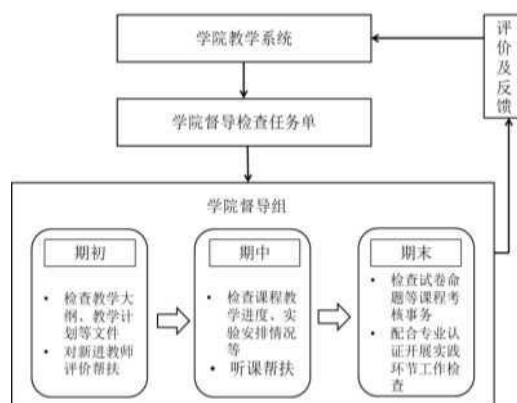 学院教学系统
评
价
及
反
馈
学院督导检查任务单
学院督导组
期初
• 检查教学大
纲、教学计
划等文件
• 对新进教师
评价帮扶
期中
• 检查课程教
学进度、实
验安排情况
等
• 听课帮扶
期末
• 检查试卷命
题等课程考
核事务
• 配合专业认
证开展实践
环节工作检
查